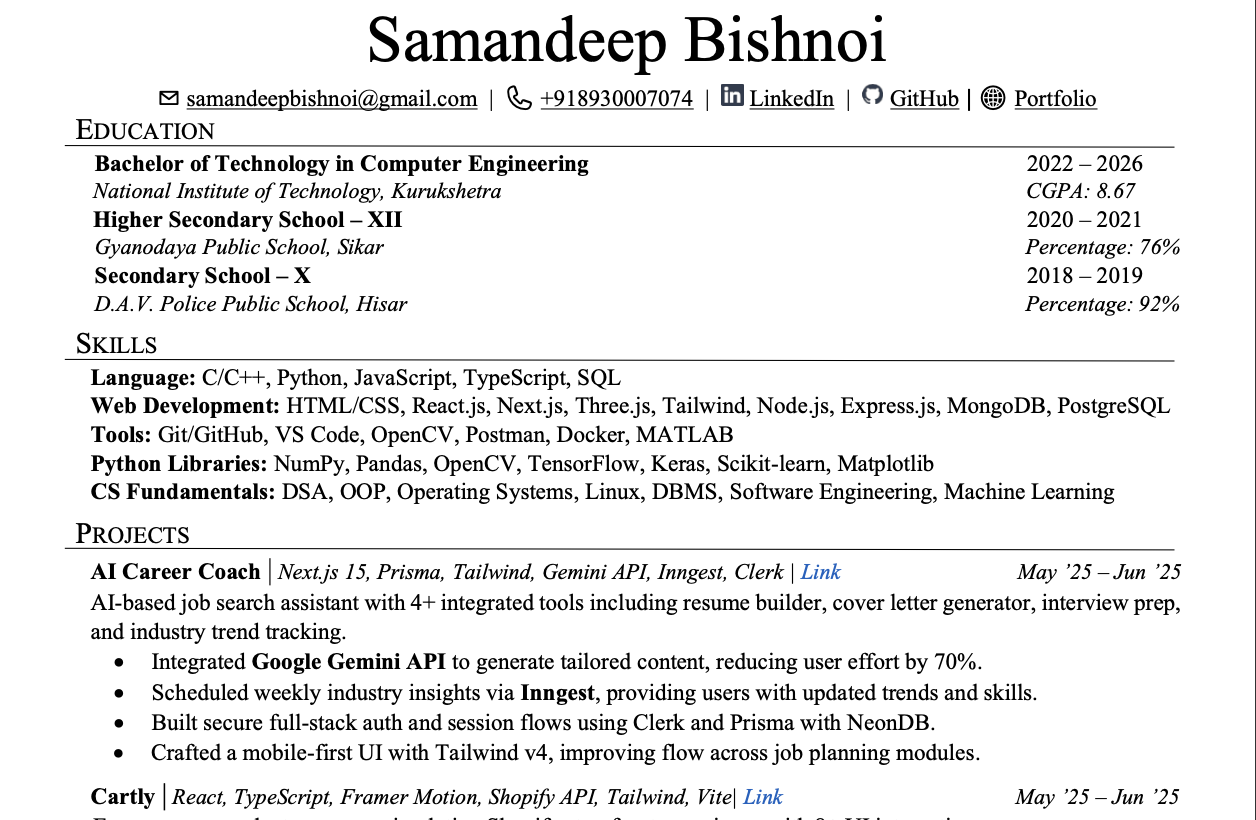 Samandeep Bishnoi
samandeepbishnoi@gmail.com | +918930007074 | LinkedIn | GitHub | Portfolio
EDUCATION
Bachelor of Technology in Computer Engineering 2022 – 2026
National Institute of Technology, Kurukshetra CGPA: 8.67
Higher Secondary School – XII 2020 – 2021
Gyanodaya Public School, Sikar Percentage: 76%
Secondary School – X 2018 – 2019
D.A.V. Police Public School, Hisar Percentage: 92%
SKILLS
Language: C/C++, Python, JavaScript, TypeScript, SQL
Web Development: HTML/CSS, React.js, Next.js, Three.js, Tailwind, Node.js, Express.js, MongoDB, PostgreSQL
Tools: Git/GitHub, VS Code, OpenCV, Postman, Docker, MATLAB
Python Libraries: NumPy, Pandas, OpenCV, TensorFlow, Keras, Scikit-learn, Matplotlib
CS Fundamentals: DSA, OOP, Operating Systems, Linux, DBMS, Software Engineering, Machine Learning
PROJECTS
AI Career Coach | Next.js 15, Prisma, Tailwind, Gemini API, Inngest, Clerk | Link May ’25 – Jun ’25
AI-based job search assistant with 4+ integrated tools including resume builder, cover letter generator, interview prep,
and industry trend tracking.
• Integrated Google Gemini API to generate tailored content, reducing user effort by 70%.
• Scheduled weekly industry insights via Inngest, providing users with updated trends and skills.
• Built secure full-stack auth and session flows using Clerk and Prisma with NeonDB.
• Crafted a mobile-first UI with Tailwind v4, improving flow across job planning modules.
Cartly | React, TypeScript, Framer Motion, Shopify API, Tailwind, Vite| Link May ’25 – Jun ’25